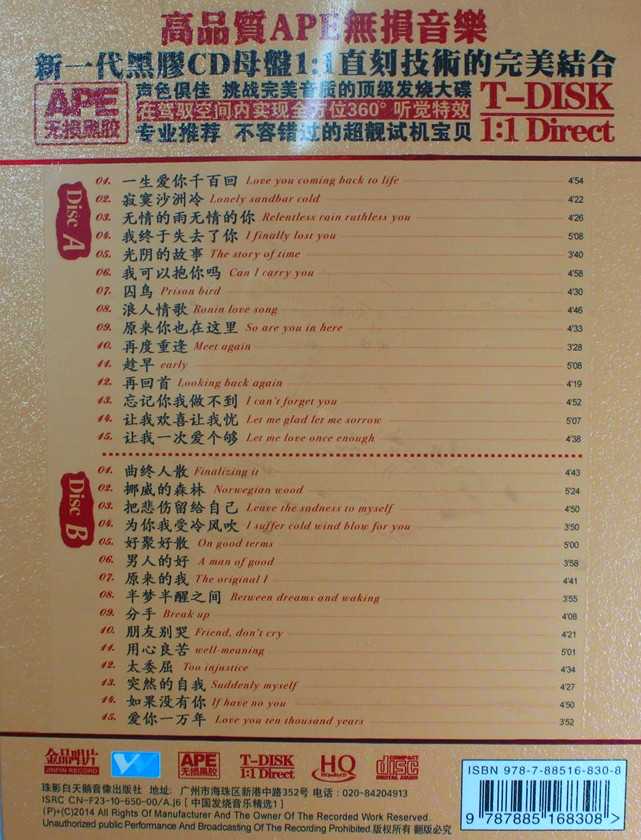 高品質APE無損音樂
新一代黑膠CD母盤1:1直刻技術的完美結合
APE
无损黑胶
声色俱佳 挑战完美音质的顶级发烧大碟
在驾驭空间内实现全方位360° 听觉特效
专业推荐 不容错过的超靓试机宝贝
T-DISK
1:1 Direct
Disc A
01. 一生爱你千百回 Love you coming back to life 4'54
02. 寂寞沙洲冷 Lonely sandbar cold 4'22
03. 无情的雨无情的你 Relentless rain ruthless you 4'26
04. 我终于失去了你 I finally lost you 5'08
05. 光阴的故事 The story of time 3'40
06. 我可以抱你吗 Can I carry you 4'58
07. 囚鸟 Prison bird 4'30
08. 浪人情歌 Ronin love song 4'46
09. 原来你也在这里 So are you in here 4'33
10. 再度重逢 Meet again 3'28
11. 趁早 early 5'08
12. 再回首 Looking back again 4'19
13. 忘记你我做不到 I can't forget you 4'52
14. 让我欢喜让我忧 Let me glad let me sorrow 5'07
15. 让我一次爱个够 Let me love once enough 4'38
Disc B
01. 曲终人散 Finalizing it 4'43
02. 挪威的森林 Norwegian wood 5'24
03. 把悲伤留给自己 Leave the sadness to myself 4'50
04. 为你我受冷风吹 I suffer cold wind blow for you 3'50
05. 好聚好散 On good terms 5'00
06. 男人的好 A man of good 3'58
07. 原来的我 The original I 4'41
08. 半梦半醒之间 Between dreams and waking 3'55
09. 分手 Break up 4'08
10. 朋友别哭 Friend, don't cry 4'21
11. 用心良苦 well-meaning 5'01
12. 太委屈 Too injustice 4'34
13. 突然的自我 Suddenly myself 4'27
14. 如果没有你 If have no you 4'50
15. 爱你一万年 Love you ten thousand years 3'52
金品唱片
JINPIN RECORD
APE
无损黑胶
T-DISK
1:1 Direct
HQ
COMPACT
disc
DIGITAL AUDIO
珠影白天鹅音像出版社 地址: 广州市海珠区新港中路352号 电话: 020-84204913
ISRC CN-F23-10-650-00/A.J6 [中国发烧音乐精选1]
(P)+(C)2014 All Rights Of Manufacturer And The Owner Of The Recorded Work Reserved.
Unauthorized public Performance And Broadcasting Of The Recording Prohibited.版权所有 翻版必究
ISBN 978-7-88516-830-8
9 787885 168308 >